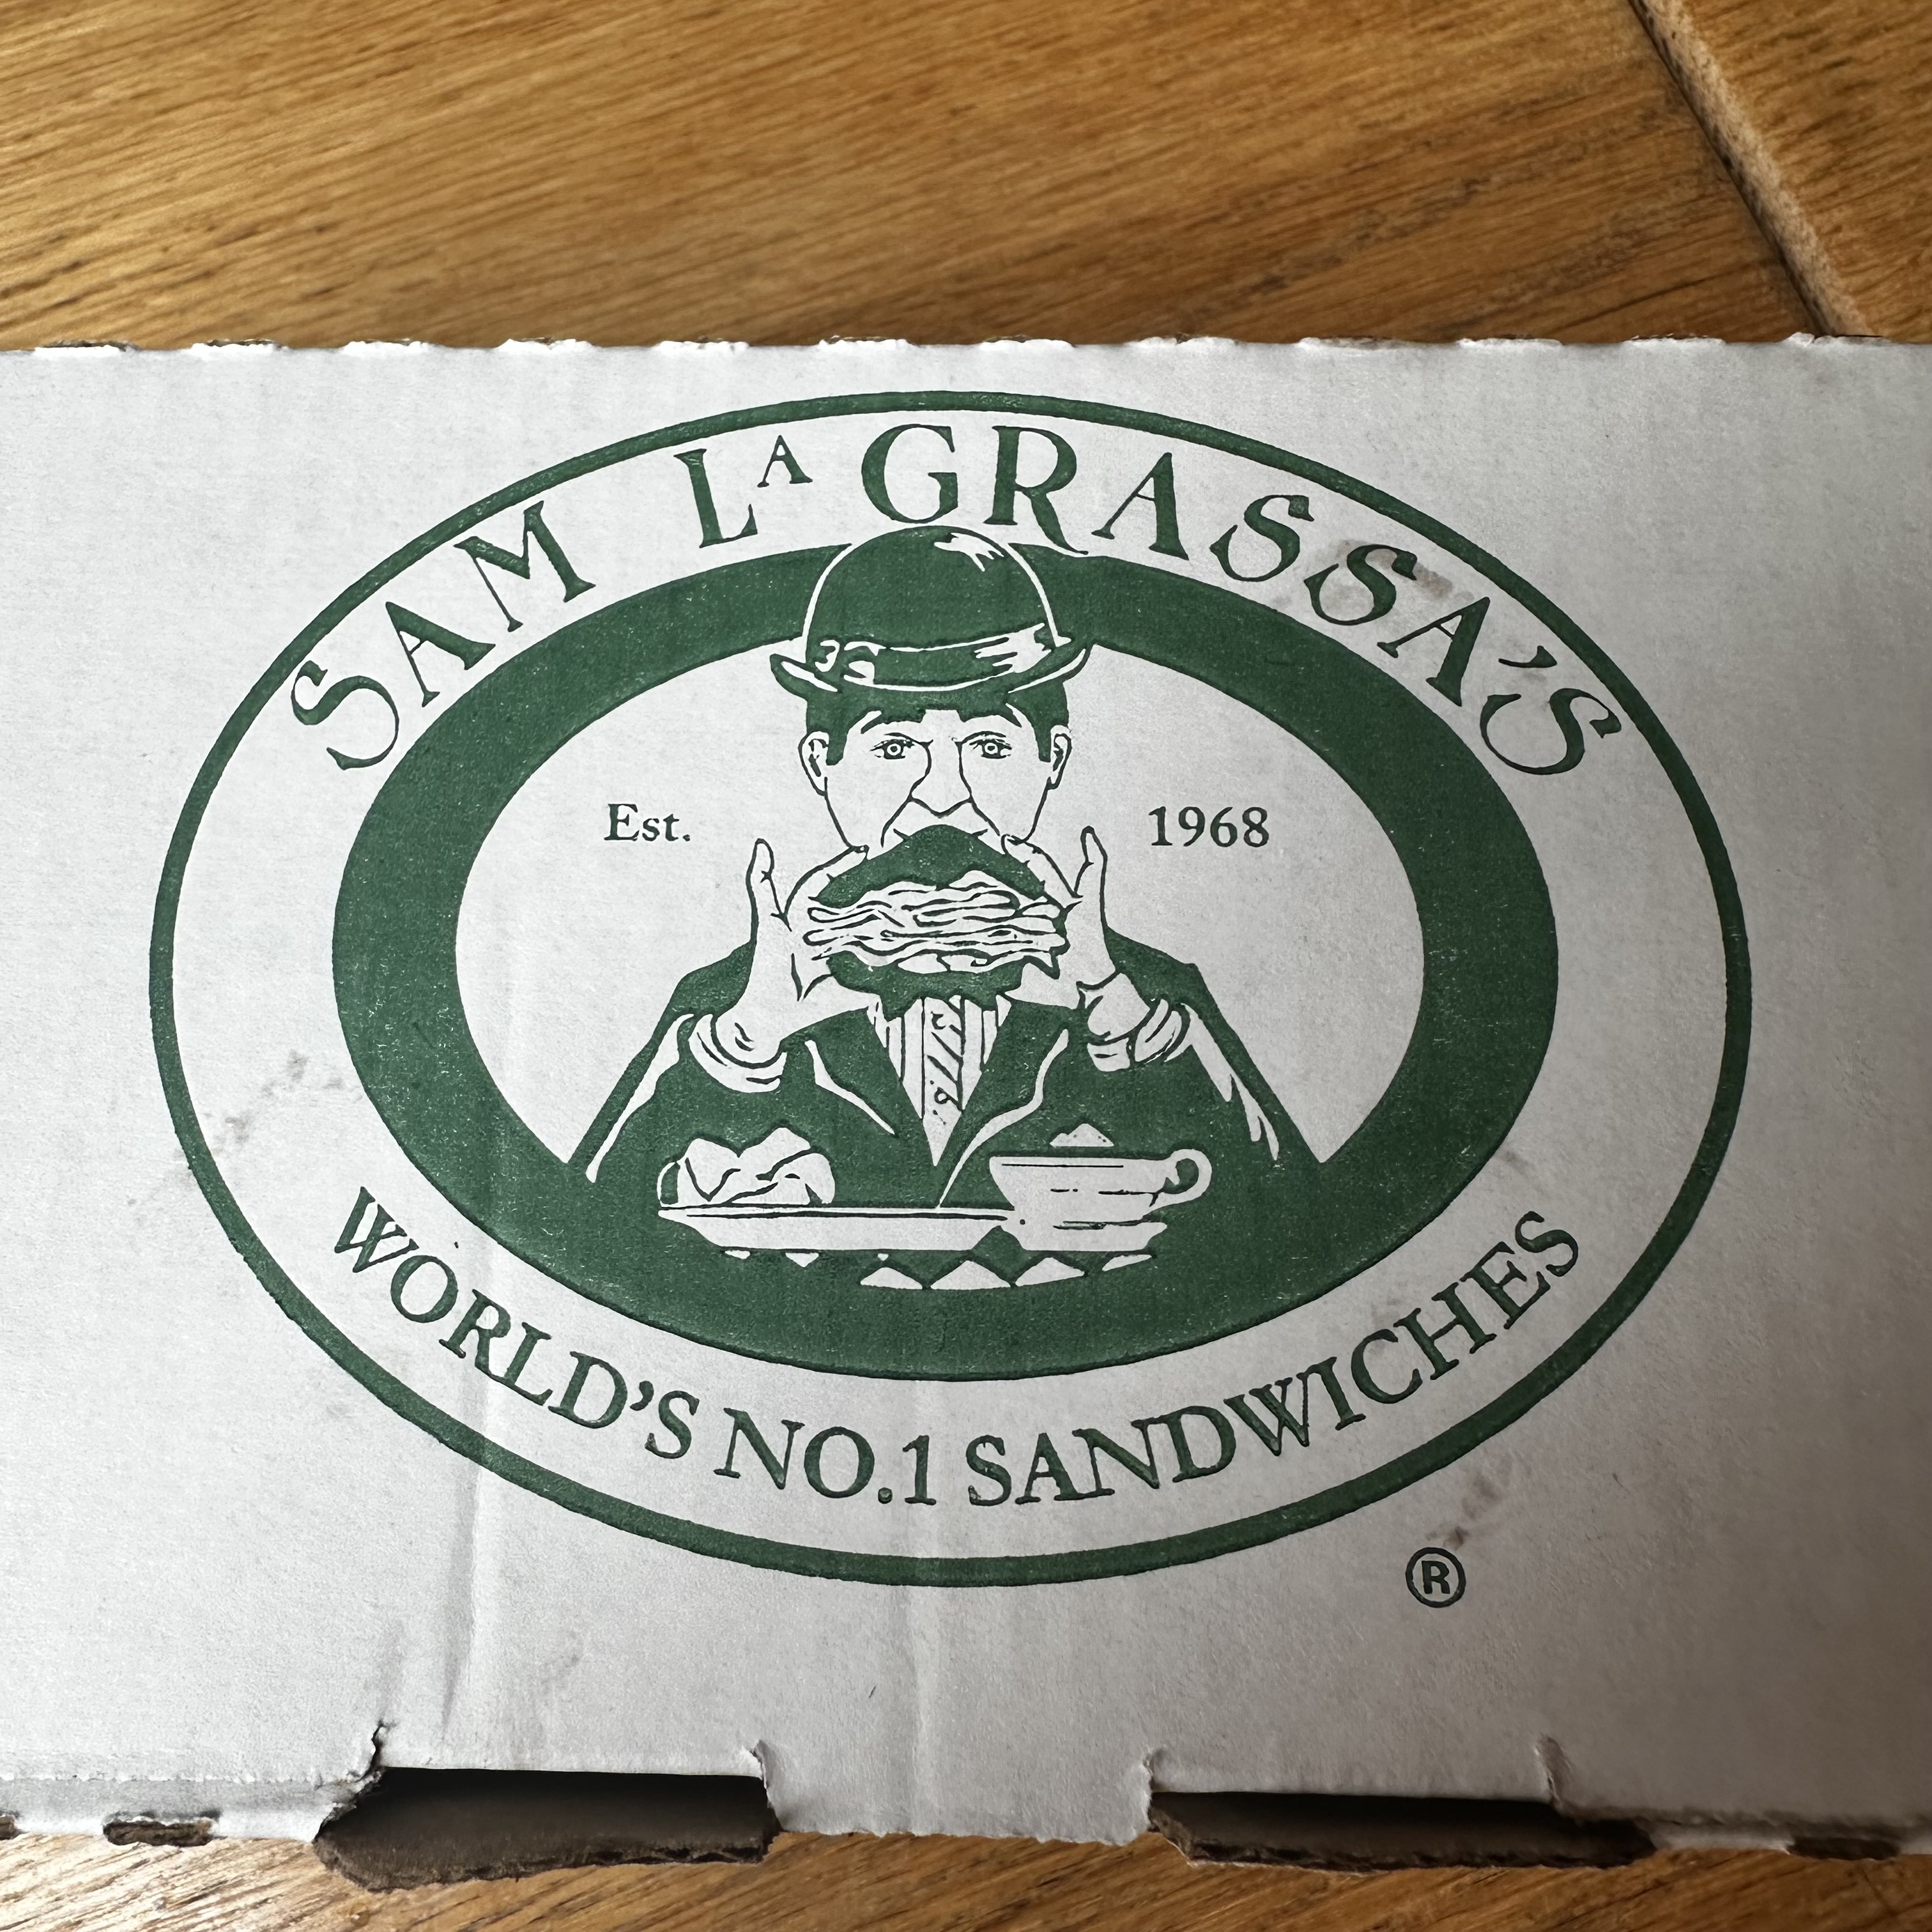 SAM LA GRASSA'S
Est. 1968
WORLD'S NO.1 SANDWICHES
®